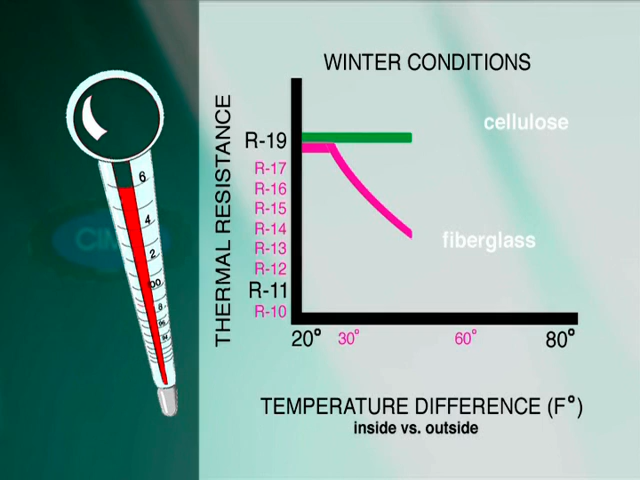 WINTER CONDITIONS
cellulose
fiberglass
THERMAL RESISTANCE
R-19
R-17
R-16
R-15
R-14
R-13
R-12
R-11
R-10
20° 30° 60° 80°
TEMPERATURE DIFFERENCE (F°)
inside vs. outside
6
4
2